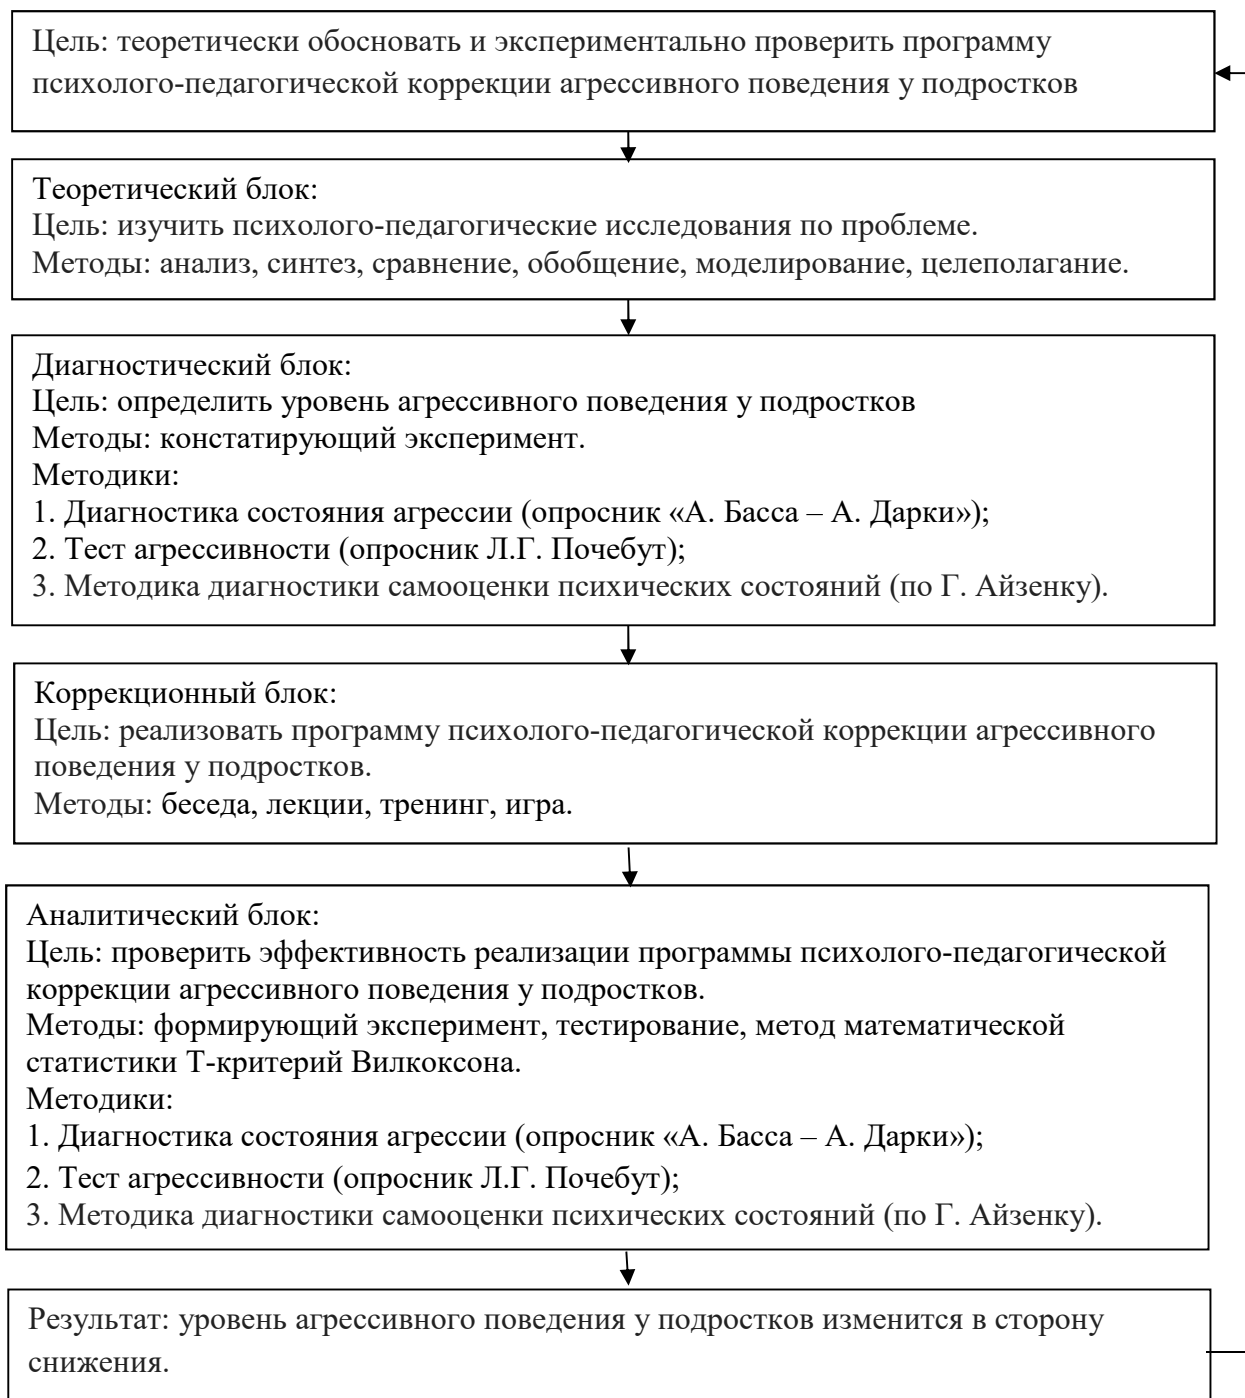 Цель: теоретически обосновать и экспериментально проверить программу
психолого-педагогической коррекции агрессивного поведения у подростков
Теоретический блок:
Цель: изучить психолого-педагогические исследования по проблеме.
Методы: анализ, синтез, сравнение, обобщение, моделирование, целеполагание.
Диагностический блок:
Цель: определить уровень агрессивного поведения у подростков
Методы: констатирующий эксперимент.
Методики:
1. Диагностика состояния агрессии (опросник «А. Басса – А. Дарки»);
2. Тест агрессивности (опросник Л.Г. Почебут);
3. Методика диагностики самооценки психических состояний (по Г. Айзенку).
Коррекционный блок:
Цель: реализовать программу психолого-педагогической коррекции агрессивного
поведения у подростков.
Методы: беседа, лекции, тренинг, игра.
Аналитический блок:
Цель: проверить эффективность реализации программы психолого-педагогической
коррекции агрессивного поведения у подростков.
Методы: формирующий эксперимент, тестирование, метод математической
статистики Т-критерий Вилкоксона.
Методики:
1. Диагностика состояния агрессии (опросник «А. Басса – А. Дарки»);
2. Тест агрессивности (опросник Л.Г. Почебут);
3. Методика диагностики самооценки психических состояний (по Г. Айзенку).
Результат: уровень агрессивного поведения у подростков изменится в сторону
снижения.